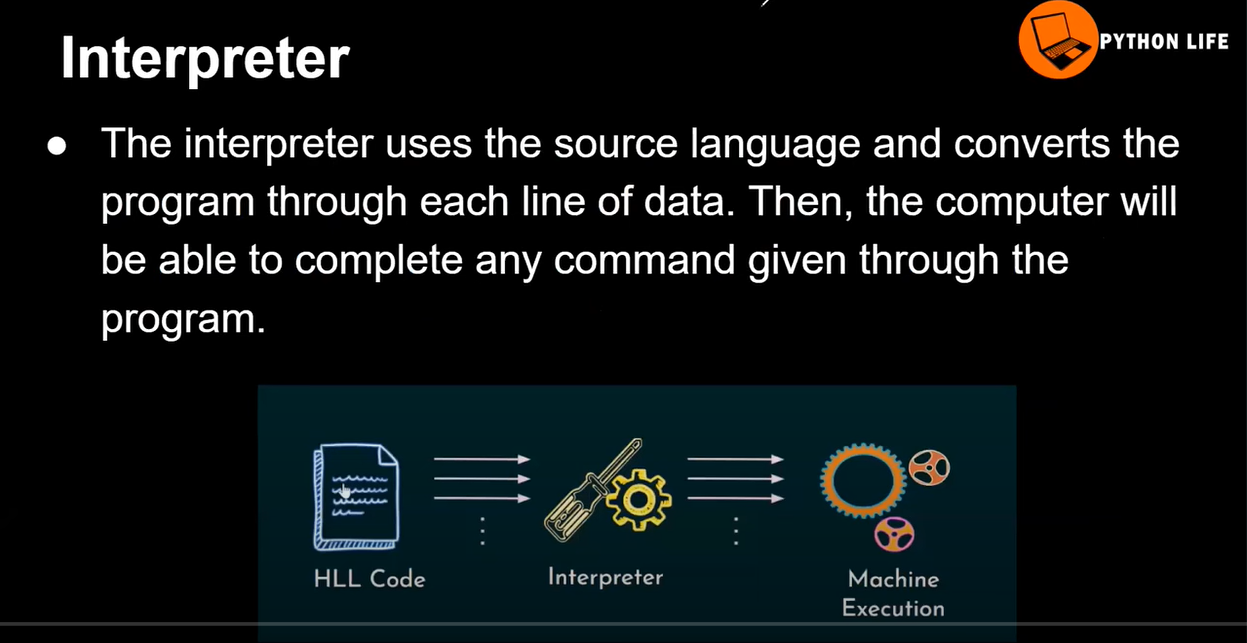 Interpreter
PYTHON LIFE
● The interpreter uses the source language and converts the
program through each line of data. Then, the computer will
be able to complete any command given through the
program.
HLL Code
Interpreter
Machine
Execution